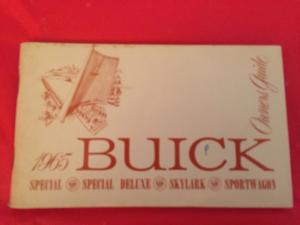 Owners Guide
1965 BUICK
SPECIAL SPECIAL DELUXE SKYLARK SPORTWAGON